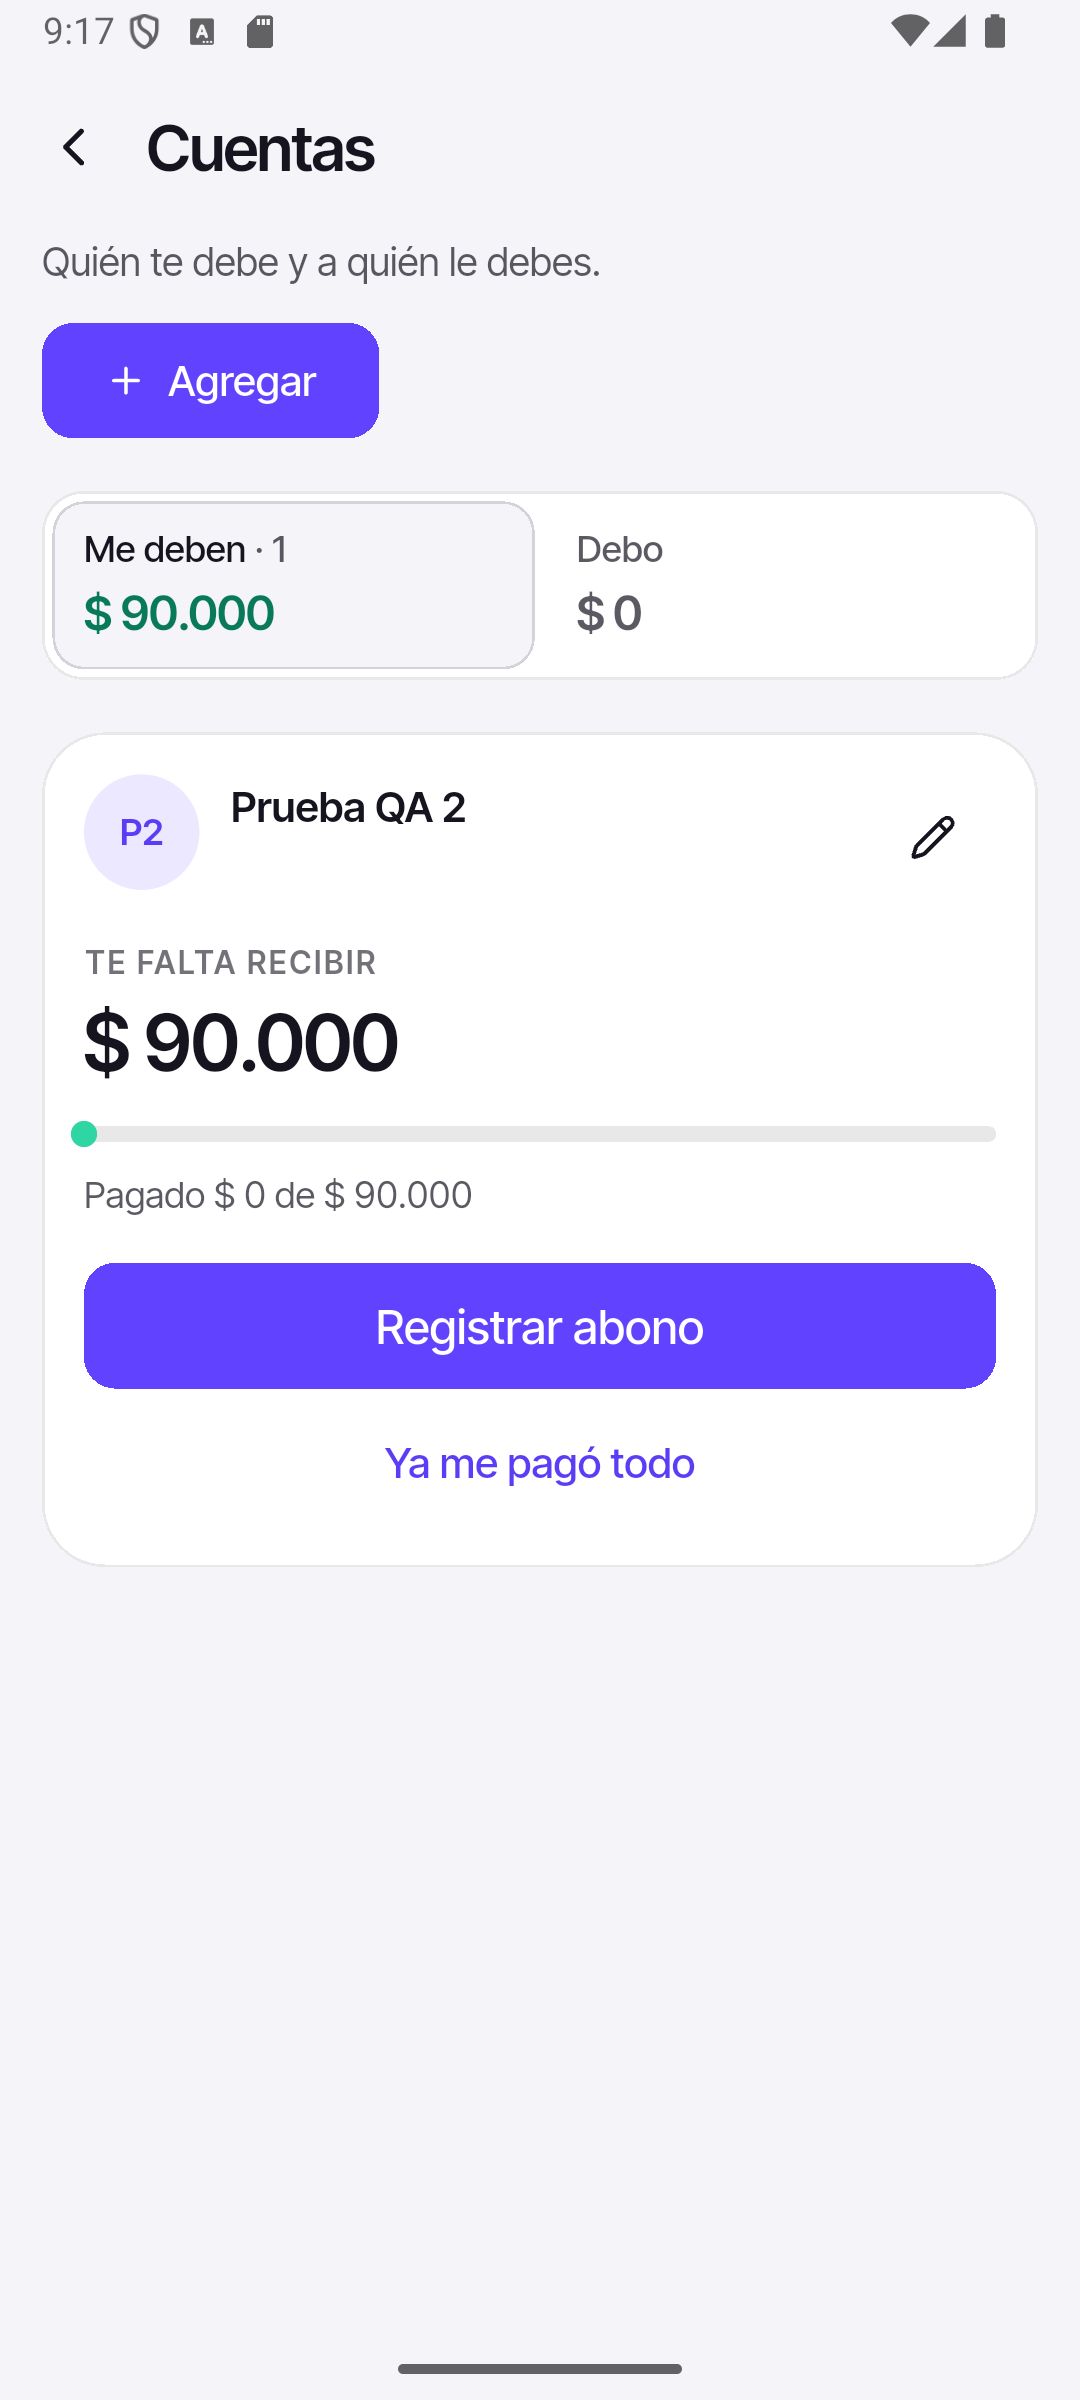 9:17
Cuentas
Quién te debe y a quién le debes.
+ Agregar
Me deben · 1
$ 90.000
Debo
$ 0
P2
Prueba QA 2
TE FALTA RECIBIR
$ 90.000
Pagado $ 0 de $ 90.000
Registrar abono
Ya me pagó todo